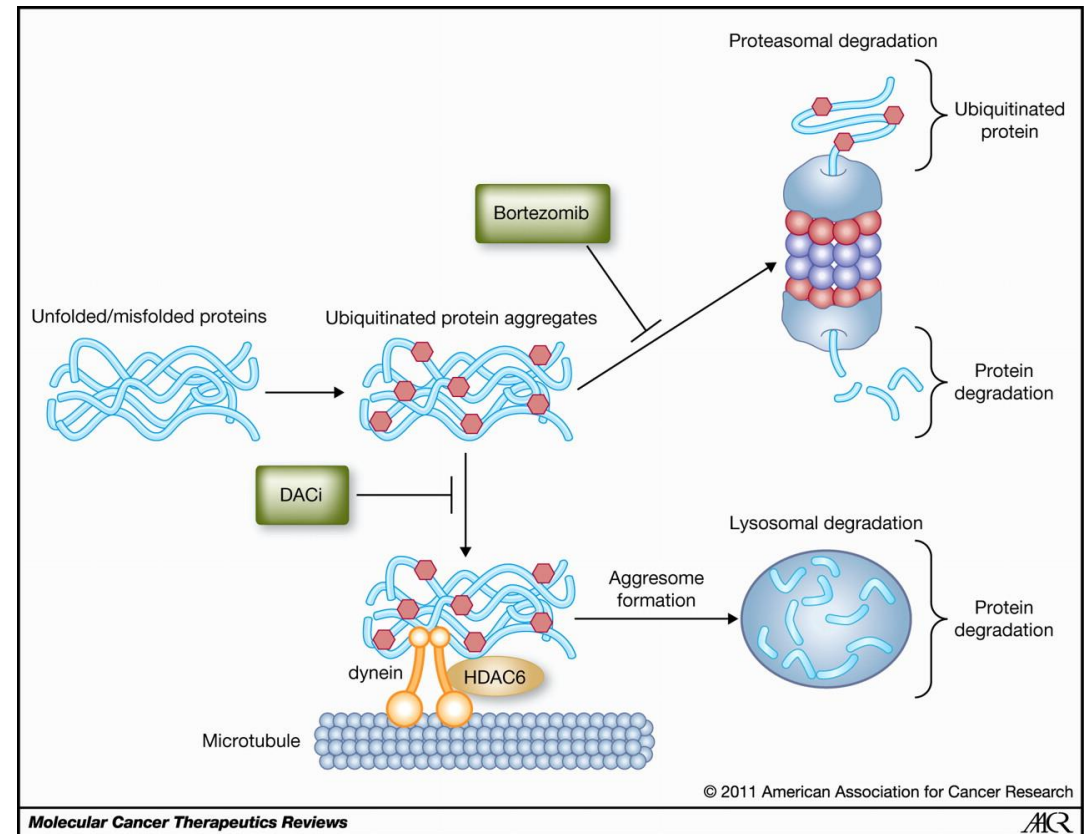 Proteasomal degradation
Ubiquitinated
protein
Bortezomib
Unfolded/misfolded proteins
Ubiquitinated protein aggregates
Protein
degradation
DACi
Lysosomal degradation
Aggresome
formation
Protein
degradation
dynein
HDAC6
Microtubule
© 2011 American Association for Cancer Research
Molecular Cancer Therapeutics Reviews
AACR